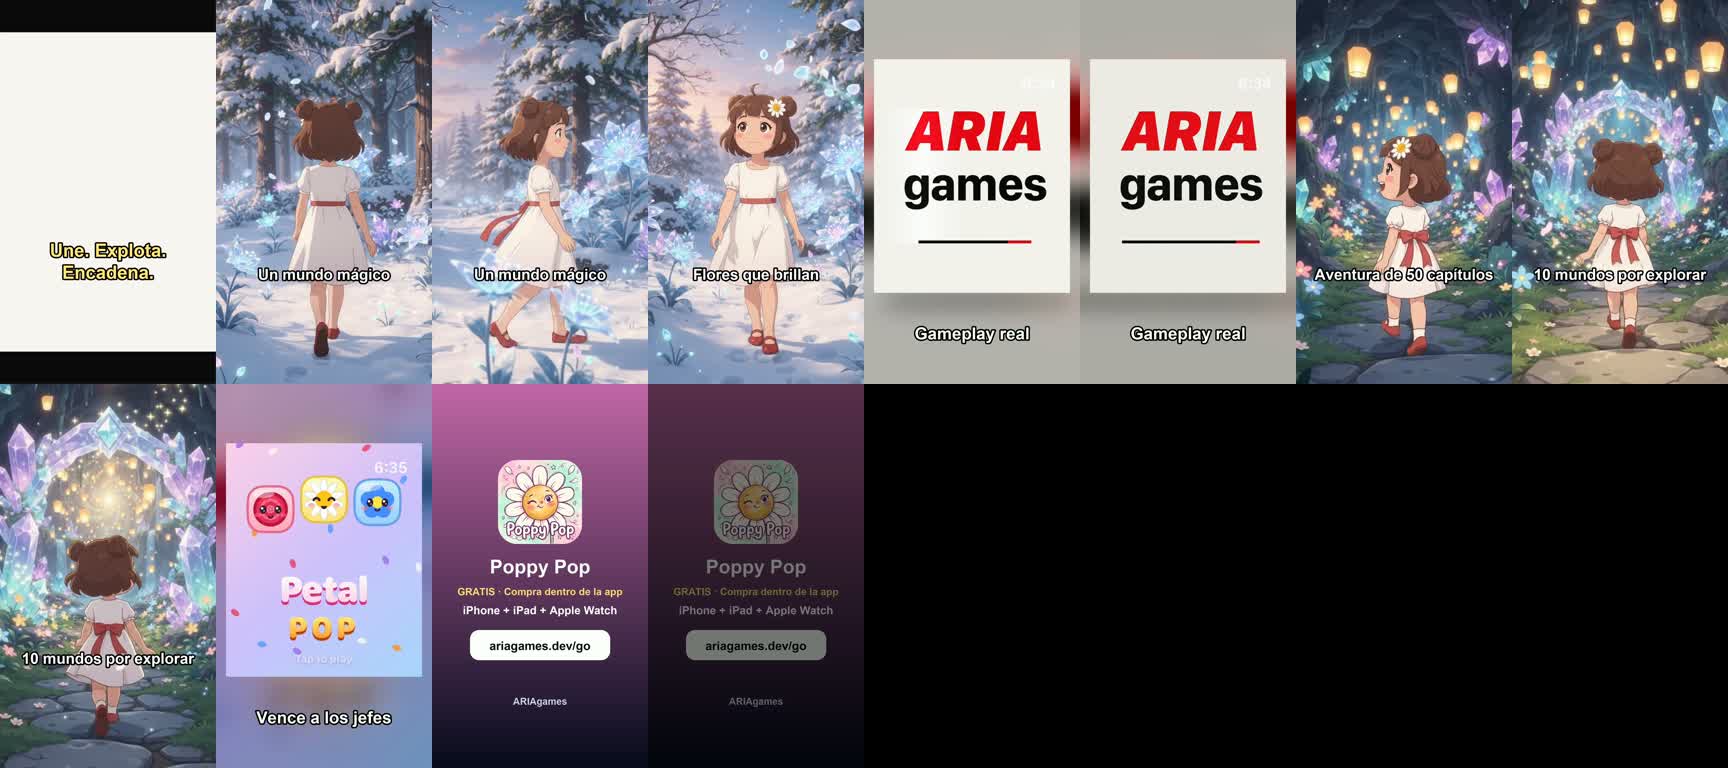 Une. Explota.
Encadena.
Un mundo mágico
Un mundo mágico
Flores que brillan
6:34
ARIA
games
Gameplay real
6:34
ARIA
games
Gameplay real
Aventura de 50 capítulos
10 mundos por explorar
10 mundos por explorar
6:35
Petal
POP
Tap to play
Vence a los jefes
Poppy Pop
Poppy Pop
GRATIS · Compra dentro de la app
iPhone + iPad + Apple Watch
ariagames.dev/go
ARIAgames
Poppy Pop
Poppy Pop
GRATIS · Compra dentro de la app
iPhone + iPad + Apple Watch
ariagames.dev/go
ARIAgames